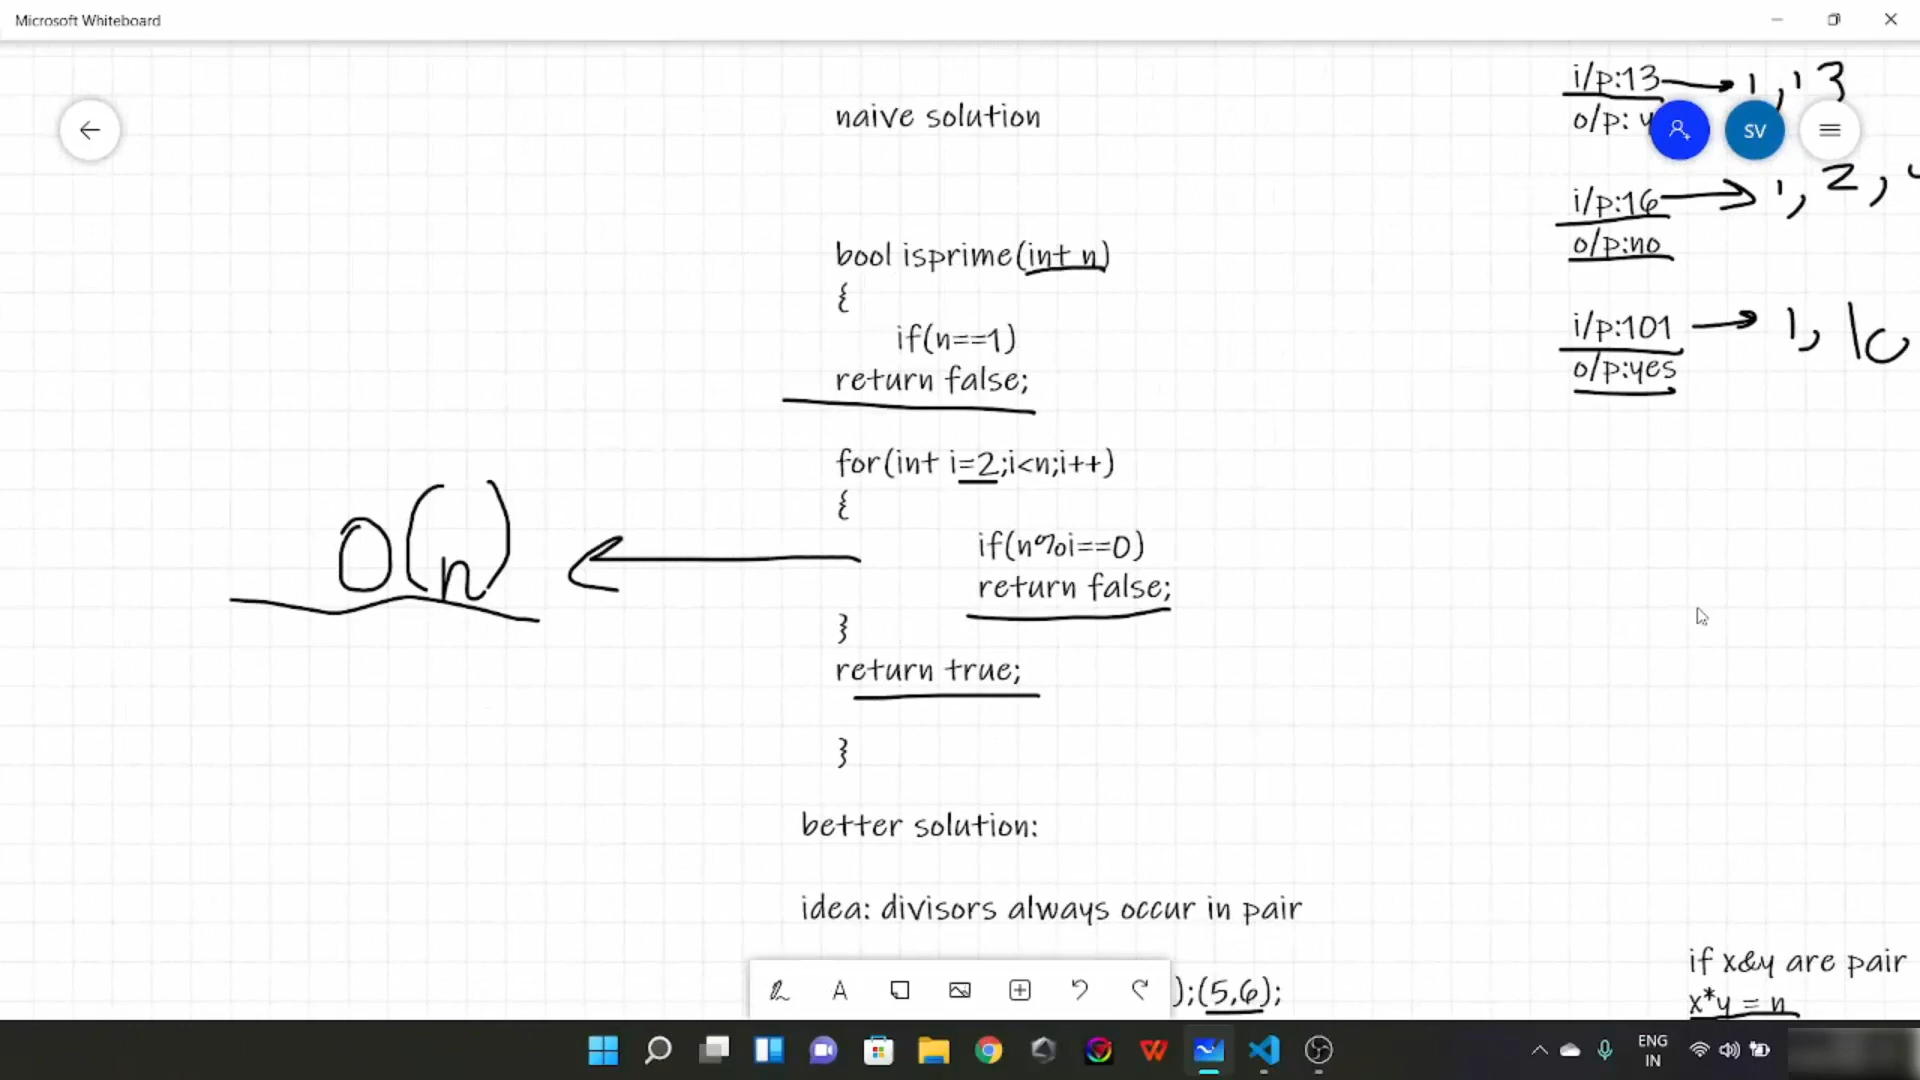 Microsoft Whiteboard
naive solution
bool isprime(int n)
{
if(n==1)
return false;
for(int i=2;i<n;i++)
{
if(n%i==0)
return false;
}
return true;
}
O(n)
better solution:
idea: divisors always occur in pair
);(5,6);
i/p:13 → 1, 13
o/p:
SV
i/p:16 → 1, 2,
o/p:no
i/p:101 → 1,
o/p:yes
if x&y are pair
x*y = n
ENG
IN